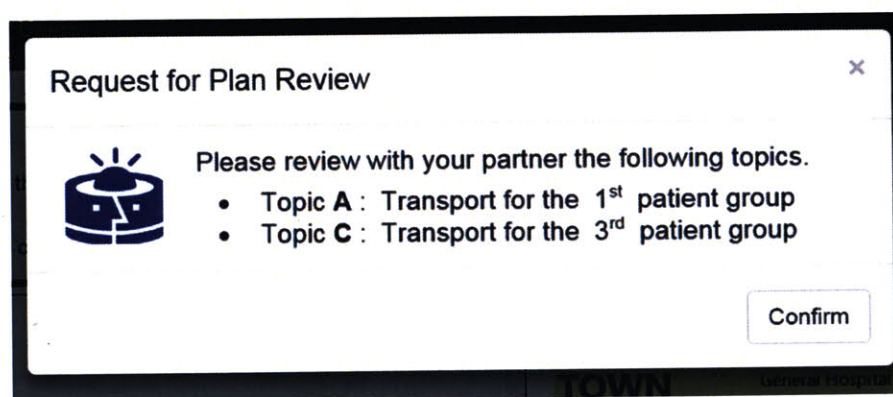 Request for Plan Review ×
Please review with your partner the following topics.
• Topic A : Transport for the 1st patient group
• Topic C : Transport for the 3rd patient group
Confirm
TOWN General Hospital